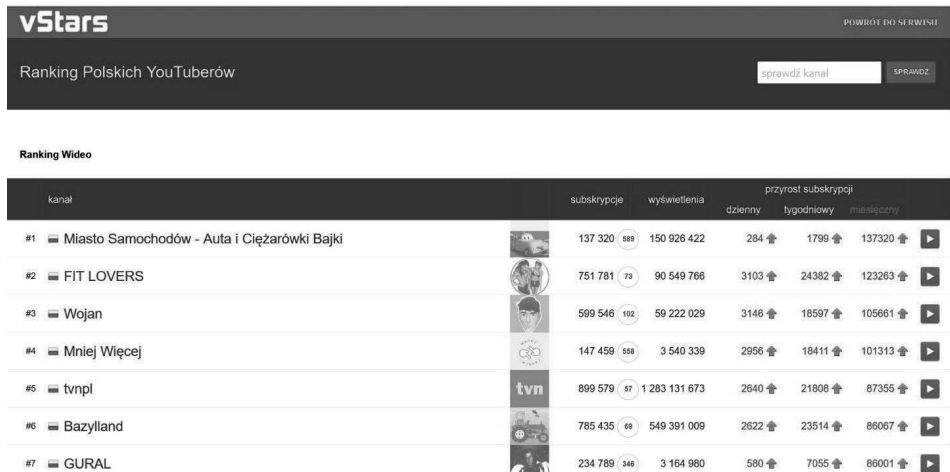 vStars
POWRÓT DO SERWISU
Ranking Polskich YouTuberów
sprawdź kanał
SPRAWDŹ
Ranking Wideo
przyrost subskrypcji
kanał subskrypcje wyświetlenia dzienny tygodniowy miesięczny
#1 Miasto Samochodów - Auta i Ciężarówki Bajki 137 320 589 150 926 422 284 1799 137320
#2 FIT LOVERS 751 781 73 90 549 766 3103 24382 123263
#3 Wojan 599 546 102 59 222 029 3146 18597 105661
#4 Mniej Więcej 147 459 558 3 540 339 2956 18411 101313
#5 tvnpl tvn 899 579 57 1 283 131 673 2640 21808 87355
#6 Bazylland 785 435 69 549 391 009 2622 23514 86067
#7 GURAL 234 789 346 3 164 980 580 7055 86001